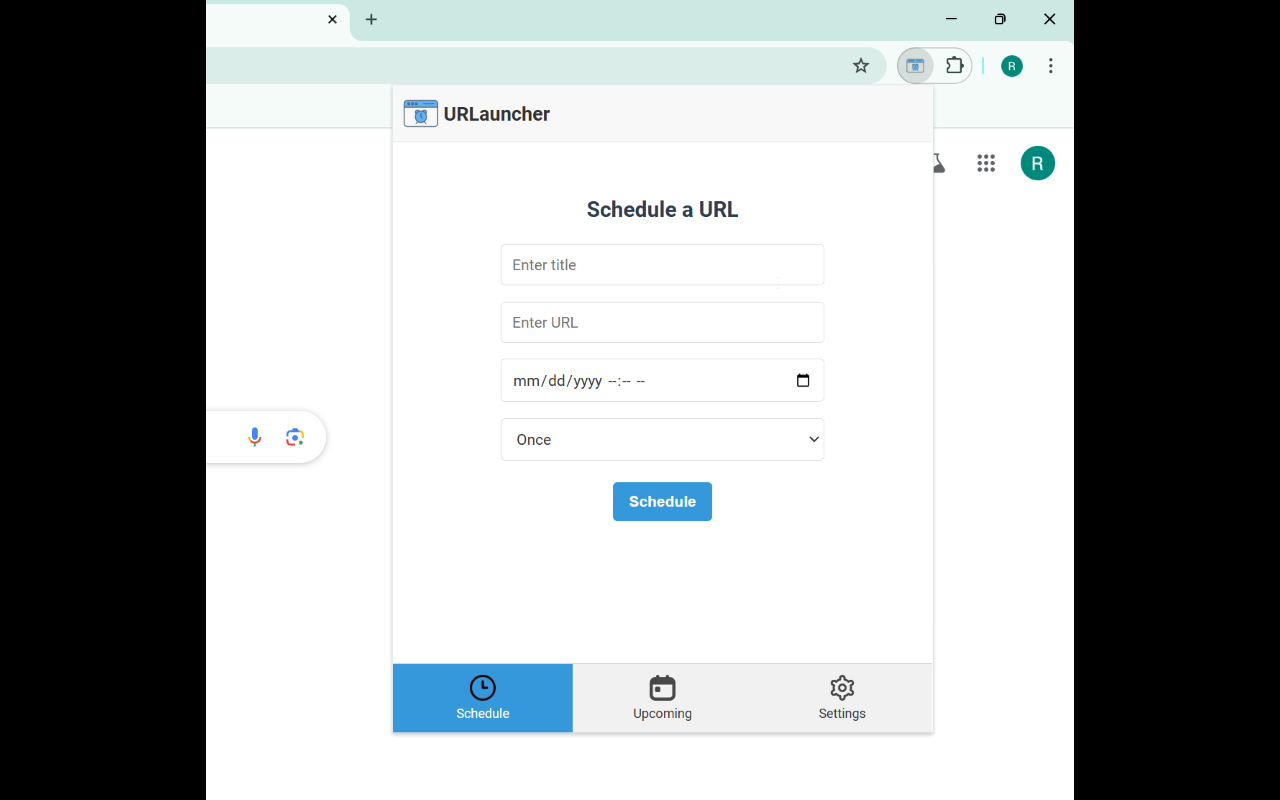 R
URLauncher
R
Schedule a URL
Enter title
Enter URL
mm/dd/yyyy --:-- --
Once
Schedule
Schedule
Upcoming
Settings